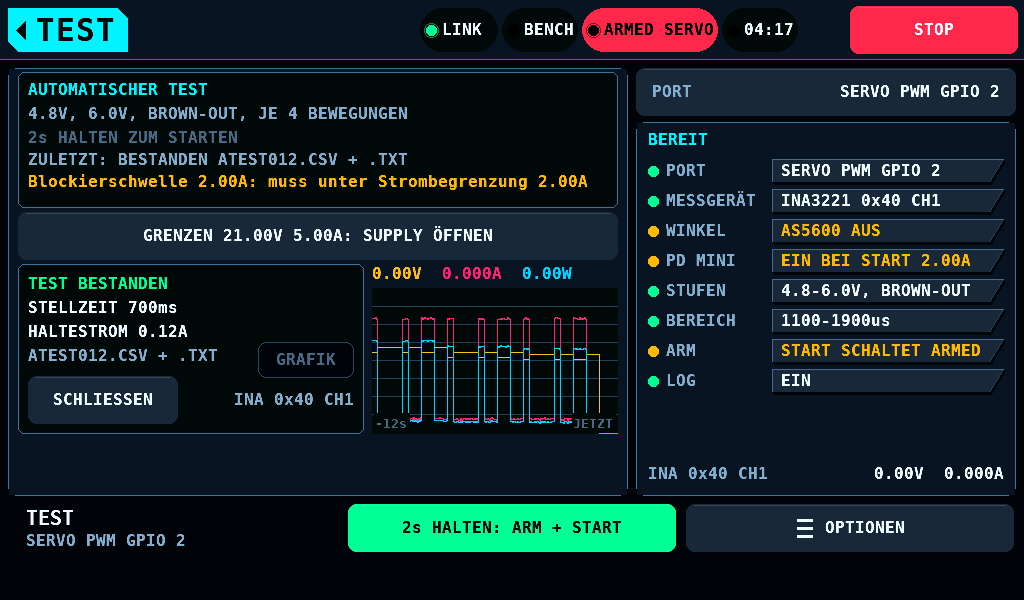 TEST
LINK
BENCH
ARMED SERVO
04:17
STOP
AUTOMATISCHER TEST
4.8V, 6.0V, BROWN-OUT, JE 4 BEWEGUNGEN
2s HALTEN ZUM STARTEN
ZULETZT: BESTANDEN ATEST012.CSV + .TXT
Blockierschwelle 2.00A: muss unter Strombegrenzung 2.00A
GRENZEN 21.00V 5.00A: SUPPLY ÖFFNEN
TEST BESTANDEN
STELLZEIT 700ms
HALTESTROM 0.12A
ATEST012.CSV + .TXT
GRAFIK
SCHLIESSEN
INA 0x40 CH1
0.00V 0.000A 0.00W
-12s
JETZT
PORT
SERVO PWM GPIO 2
BEREIT
PORT SERVO PWM GPIO 2
MESSGERÄT INA3221 0x40 CH1
WINKEL AS5600 AUS
PD MINI EIN BEI START 2.00A
STUFEN 4.8-6.0V, BROWN-OUT
BEREICH 1100-1900us
ARM START SCHALTET ARMED
LOG EIN
INA 0x40 CH1 0.00V 0.000A
TEST
SERVO PWM GPIO 2
2s HALTEN: ARM + START
OPTIONEN